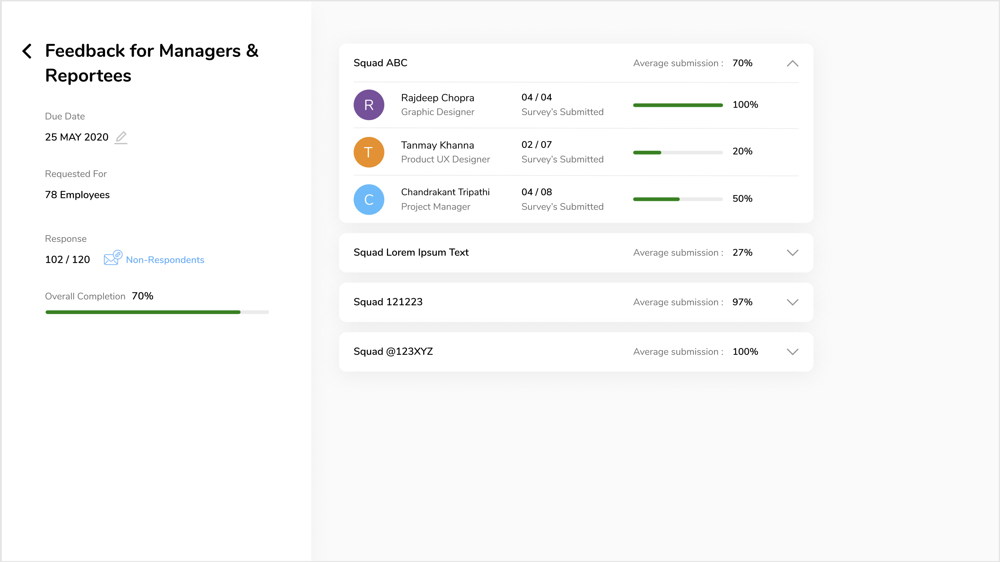 Feedback for Managers &
Reportees
Due Date
25 MAY 2020
Requested For
78 Employees
Response
102 / 120 Non-Respondents
Overall Completion 70%
Squad ABC Average submission : 70%
R
Rajdeep Chopra
Graphic Designer
04 / 04
Survey’s Submitted
100%
T
Tanmay Khanna
Product UX Designer
02 / 07
Survey’s Submitted
20%
C
Chandrakant Tripathi
Project Manager
04 / 08
Survey’s Submitted
50%
Squad Lorem Ipsum Text Average submission : 27%
Squad 121223 Average submission : 97%
Squad @123XYZ Average submission : 100%